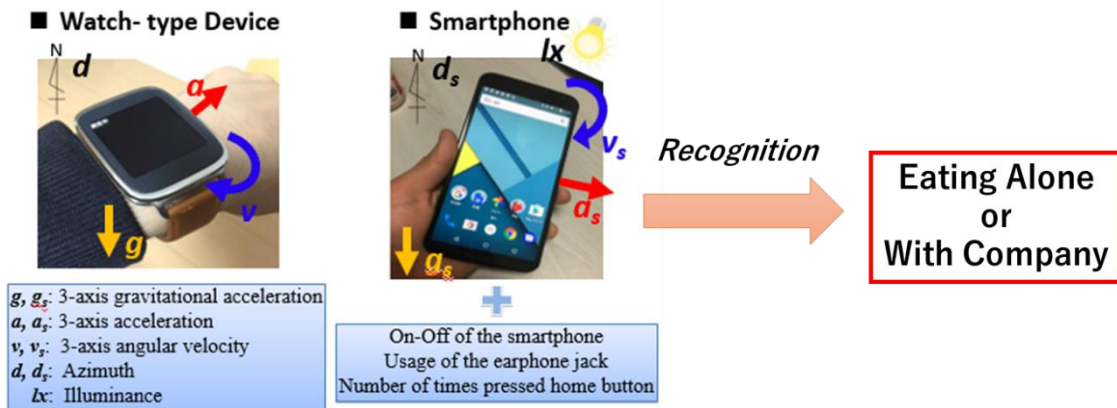 ■ Watch- type Device
N
d
a
v
g
g, gs: 3-axis gravitational acceleration
a, as: 3-axis acceleration
v, vs: 3-axis angular velocity
d, ds: Azimuth
lx: Illuminance
■ Smartphone
N
ds
lx
vs
as
gs
+
On-Off of the smartphone
Usage of the earphone jack
Number of times pressed home button
Recognition
Eating Alone
or
With Company